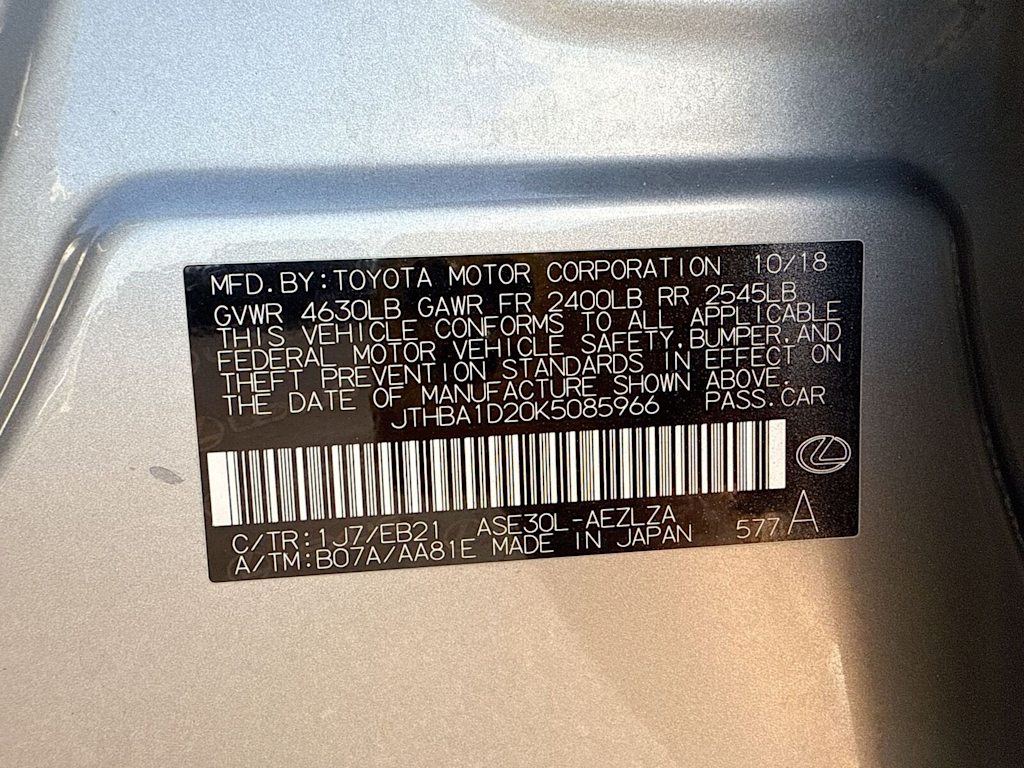 MFD.BY:TOYOTA MOTOR CORPORATION 10/18
GVWR 4630LB GAWR FR 2400LB RR 2545LB
THIS VEHICLE CONFORMS TO ALL APPLICABLE
FEDERAL MOTOR VEHICLE SAFETY,BUMPER,AND
THEFT PREVENTION STANDARDS IN EFFECT ON
THE DATE OF MANUFACTURE SHOWN ABOVE.
JTHBA1D20K5085966 PASS.CAR
C/TR:1J7/EB21 ASE30L-AEZLZA
A/TM:B07A/AA81E MADE IN JAPAN 577 A